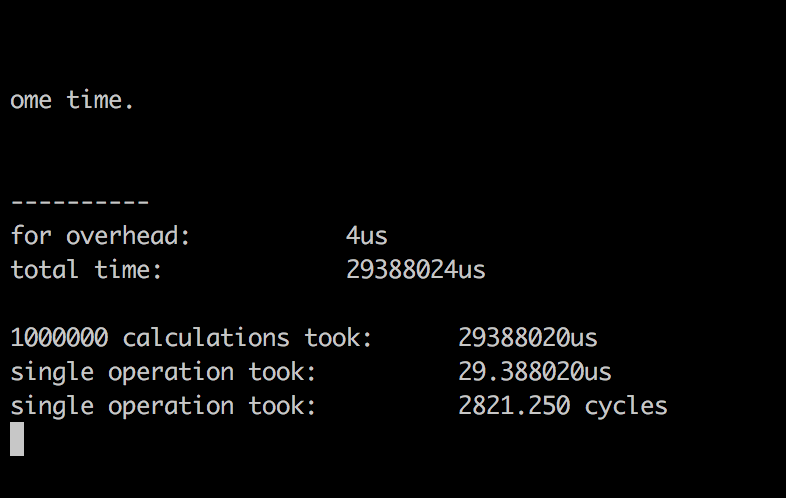 ome time.
----------
for overhead: 4us
total time: 29388024us
1000000 calculations took: 29388020us
single operation took: 29.388020us
single operation took: 2821.250 cycles